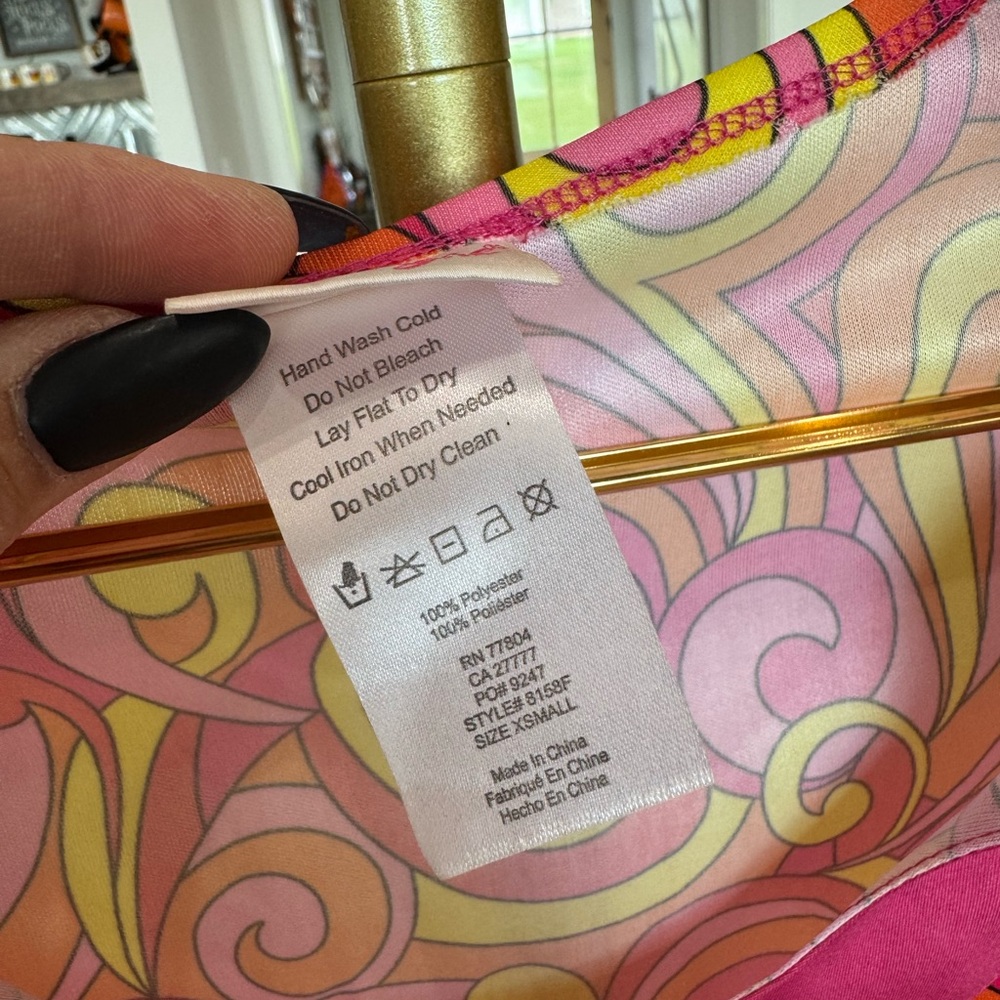 Hand Wash Cold
Do Not Bleach
Lay Flat To Dry
Cool Iron When Needed
Do Not Dry Clean
100% Polyester
100% Poliéster
RN 77804
CA 27777
PO# 9247
STYLE# 8158F
SIZE XSMALL
Made In China
Fabriqué En Chine
Hecho En China